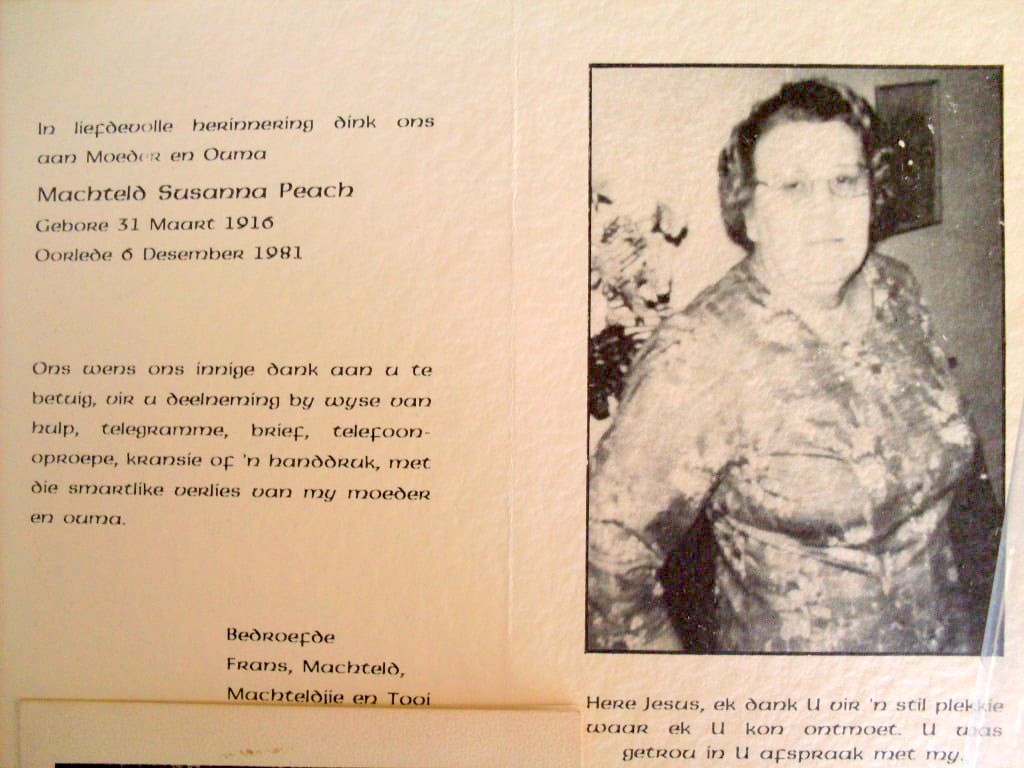 In liefdevolle herinnering dink ons
aan Moeder en Ouma
Machteld Susanna Peach
Gebore 31 Maart 1916
Oorlede 6 Desember 1981
Ons wens ons innige dank aan u te
betuig, vir u deelneming by wyse van
hulp, telegramme, brief, telefoon-
oproepe, kransie of 'n handdruk, met
die smartlike verlies van my moeder
en ouma.
Bedroefde
Frans, Machteld,
Machteldjie en Tooi
Here Jesus, ek dank U vir 'n stil plekkie
waar ek U kon ontmoet. U was
getrou in U afspraak met my.